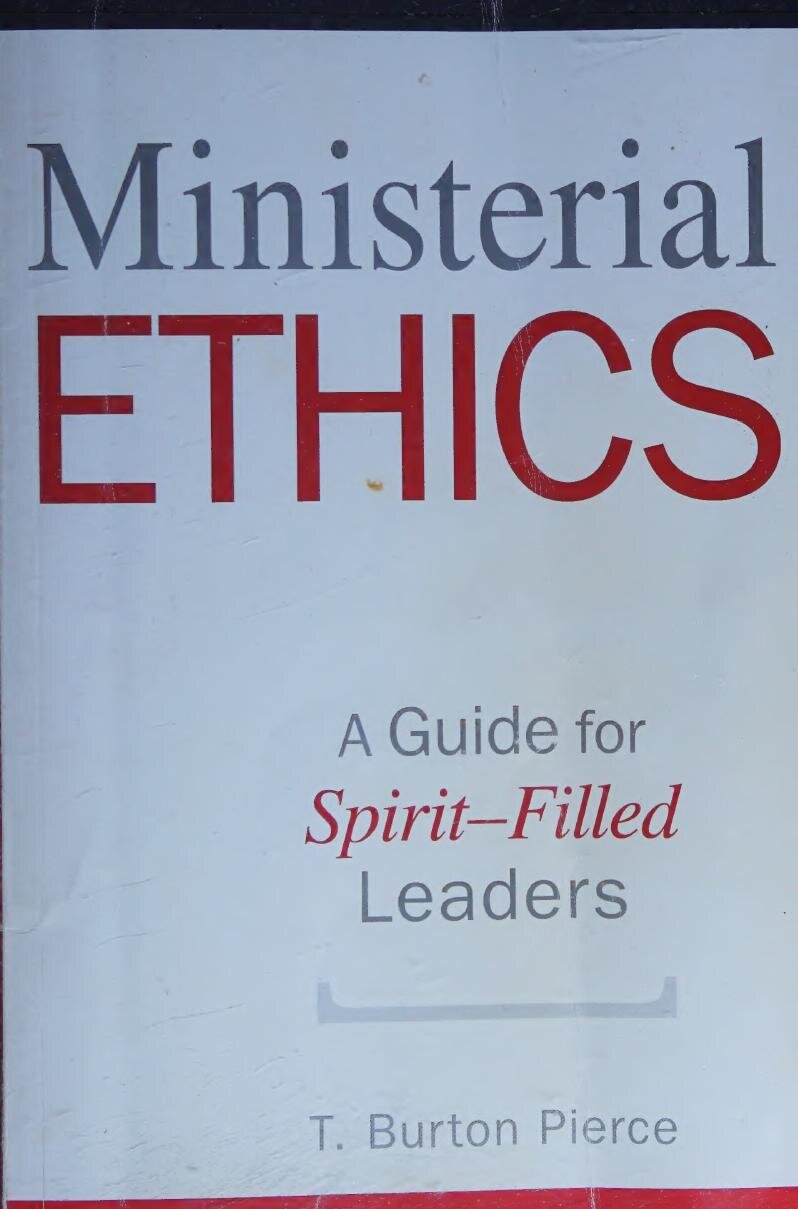 Ministerial
ETHICS
A Guide for
Spirit–Filled
Leaders
T. Burton Pierce